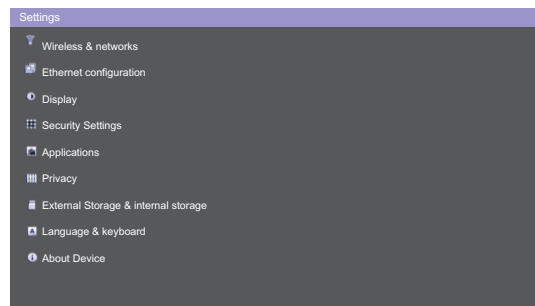 Settings
Wireless & networks
Ethernet configuration
Display
Security Settings
Applications
Privacy
External Storage & internal storage
Language & keyboard
About Device